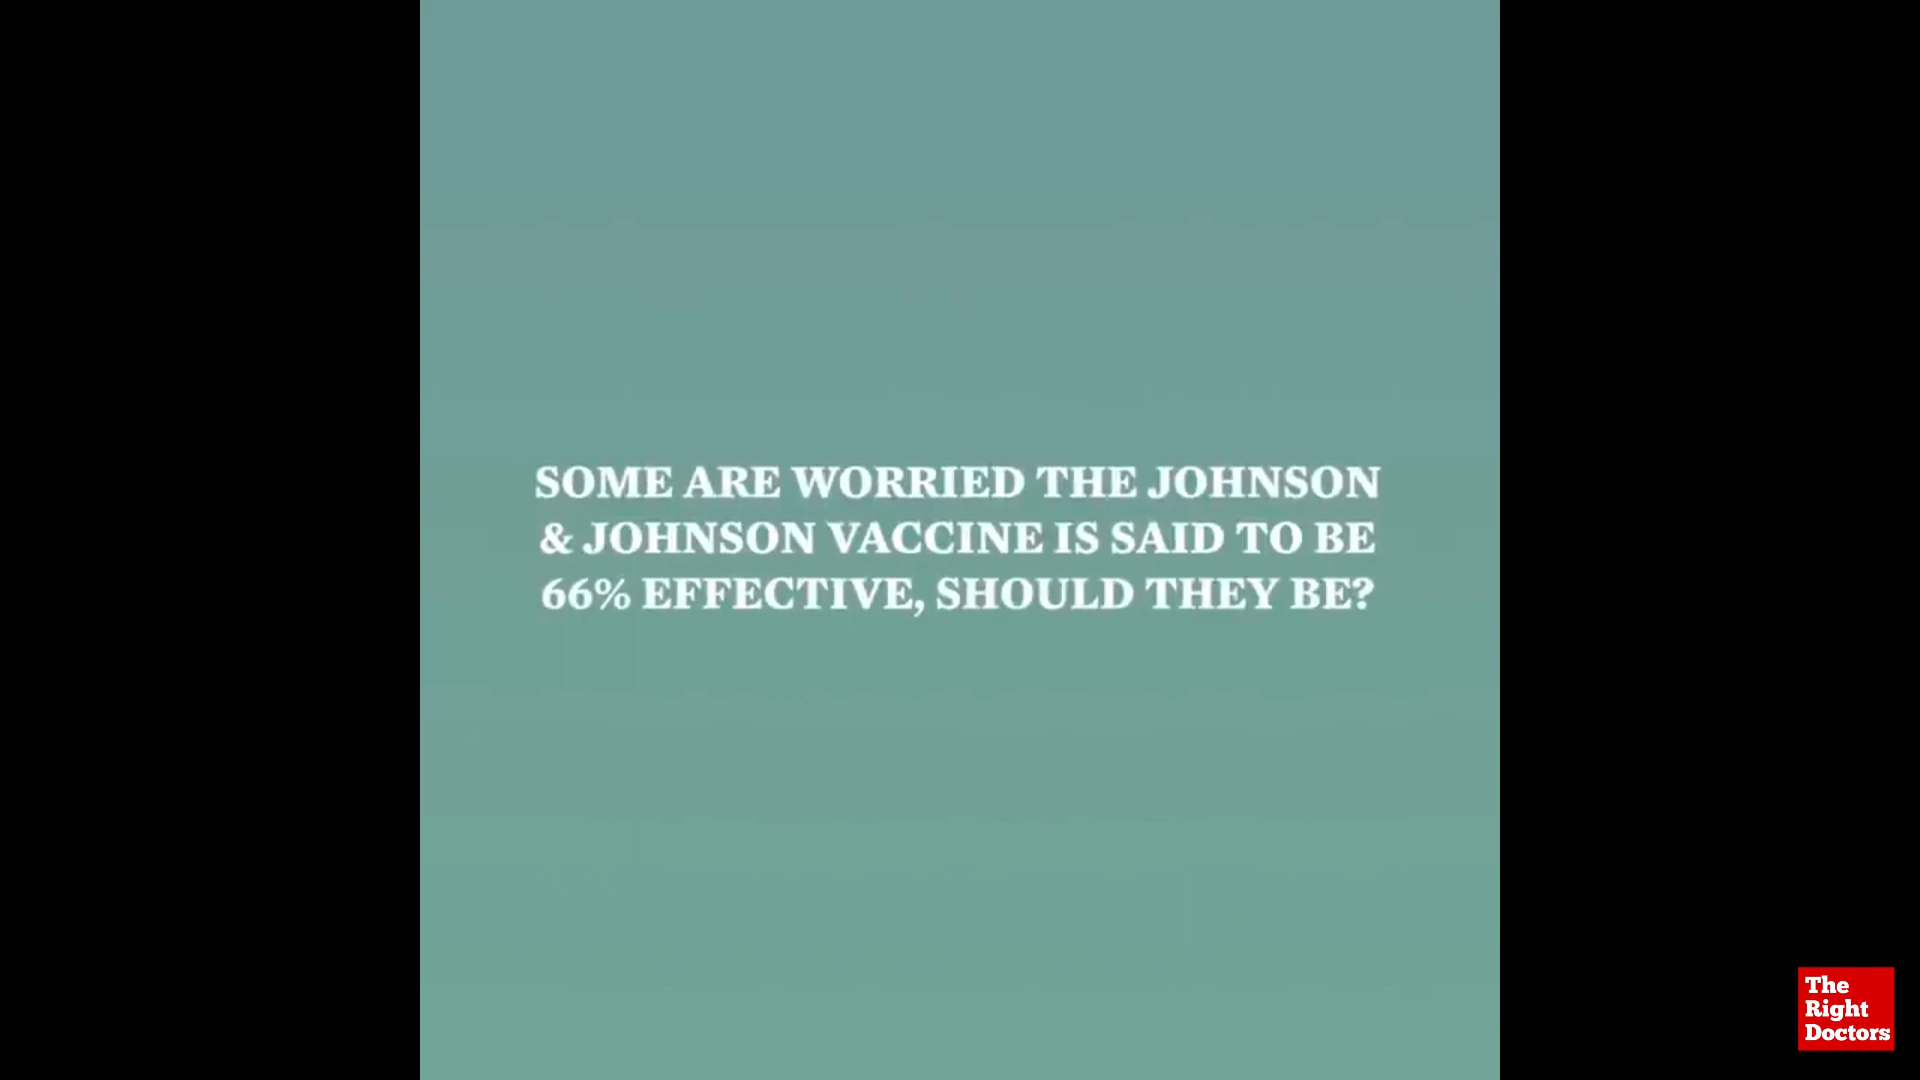 SOME ARE WORRIED THE JOHNSON
& JOHNSON VACCINE IS SAID TO BE
66% EFFECTIVE, SHOULD THEY BE?
The
Right
Doctors